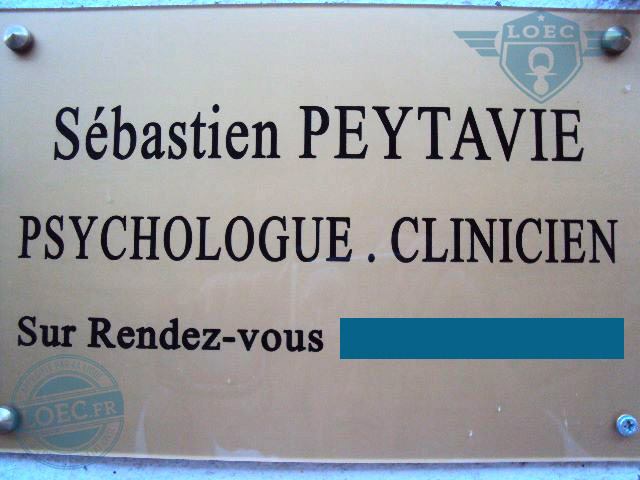 LOEC
Sébastien PEYTAVIE
PSYCHOLOGUE . CLINICIEN
Sur Rendez-vous
LOEC.FR